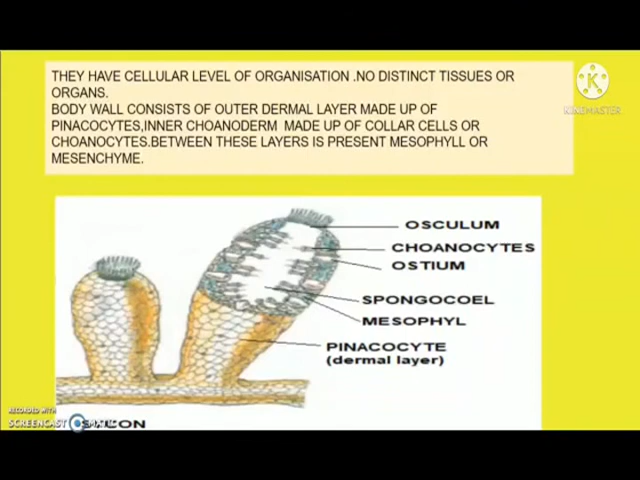 THEY HAVE CELLULAR LEVEL OF ORGANISATION .NO DISTINCT TISSUES OR
ORGANS.
BODY WALL CONSISTS OF OUTER DERMAL LAYER MADE UP OF
PINACOCYTES,INNER CHOANODERM MADE UP OF COLLAR CELLS OR
CHOANOCYTES.BETWEEN THESE LAYERS IS PRESENT MESOPHYLL OR
MESENCHYME.
K
OSCULUM
CHOANOCYTES
OSTIUM
SPONGOCOEL
MESOPHYL
PINACOCYTE
(dermal layer)
RECORDED WITH